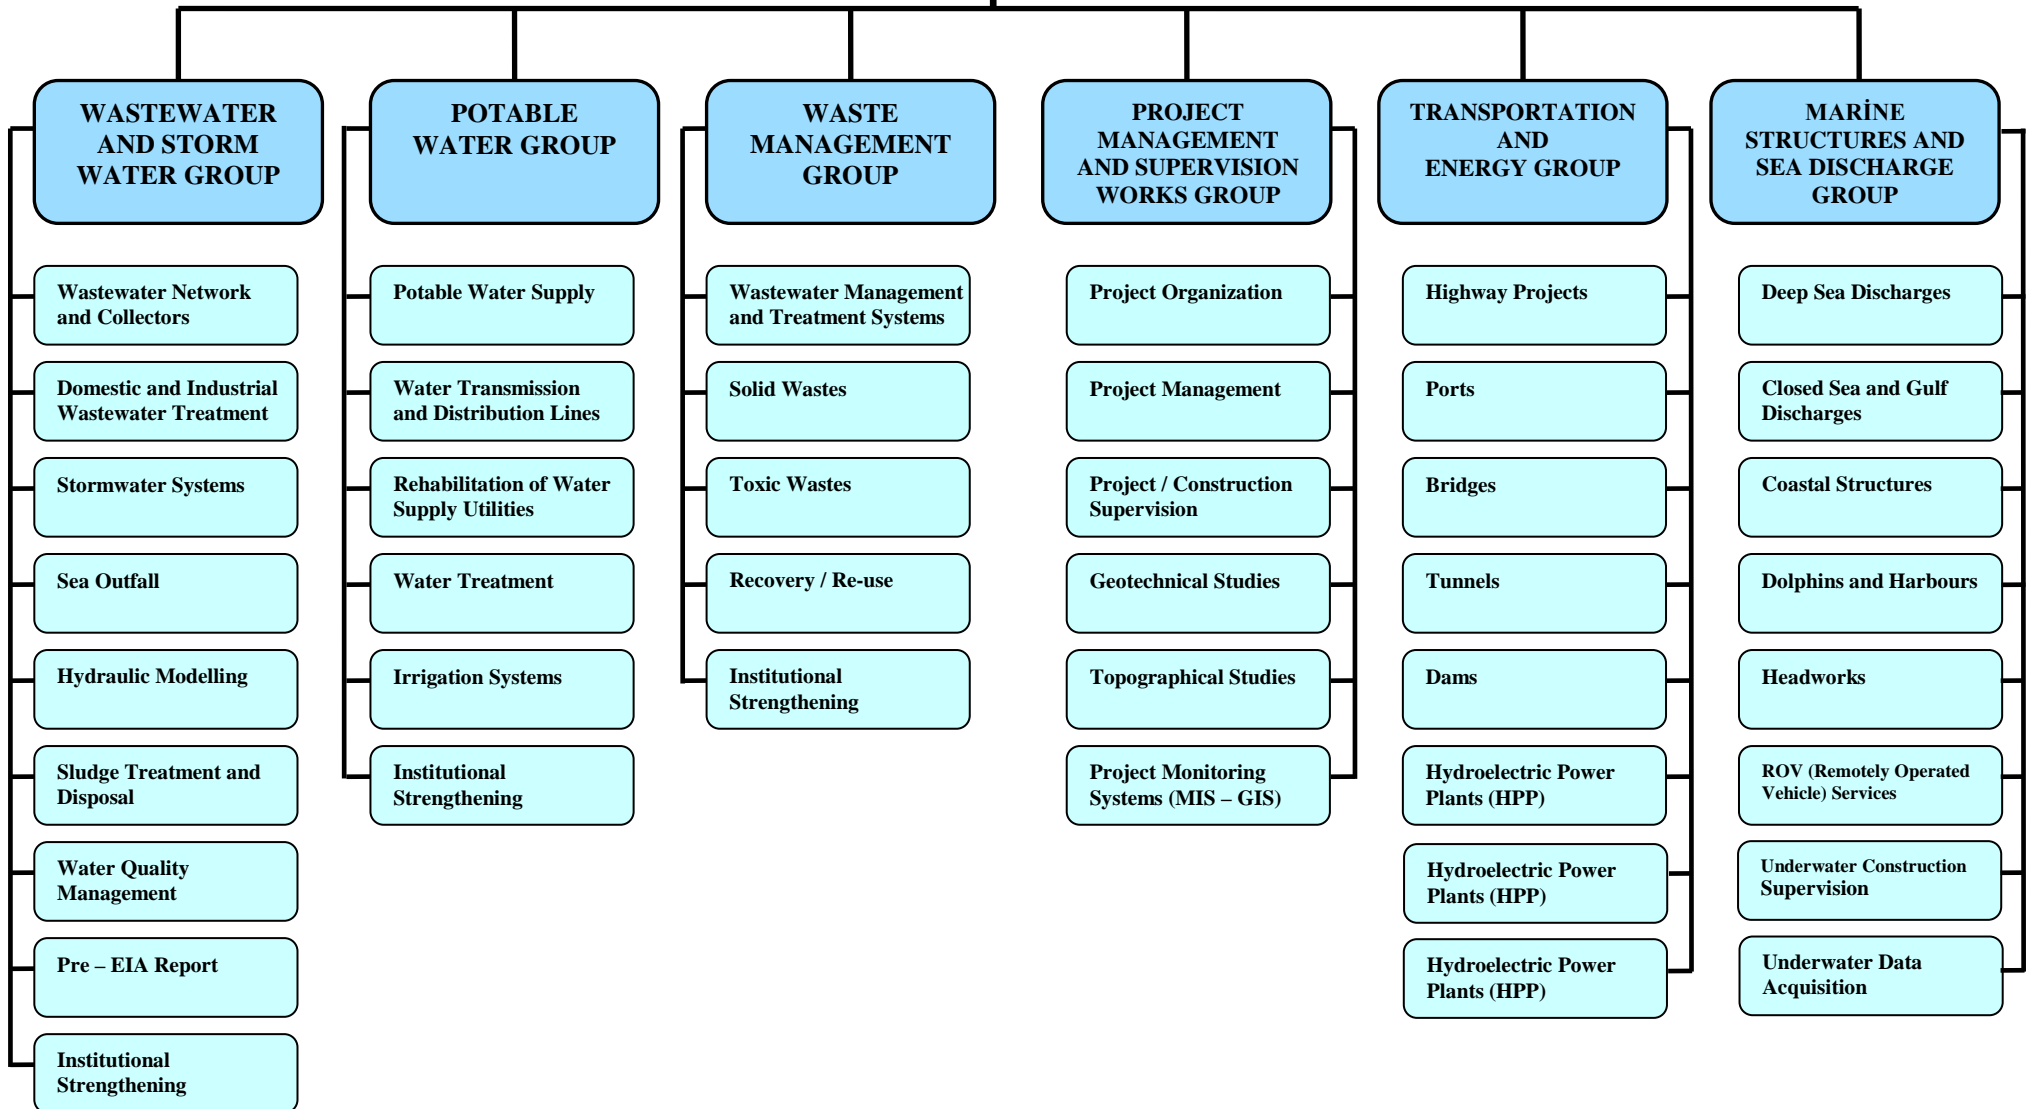 WASTEWATER
AND STORM
WATER GROUP
Wastewater Network
and Collectors
Domestic and Industrial
Wastewater Treatment
Stormwater Systems
Sea Outfall
Hydraulic Modelling
Sludge Treatment and
Disposal
Water Quality
Management
Pre – EIA Report
Institutional
Strengthening
POTABLE
WATER GROUP
Potable Water Supply
Water Transmission
and Distribution Lines
Rehabilitation of Water
Supply Utilities
Water Treatment
Irrigation Systems
Institutional
Strengthening
WASTE
MANAGEMENT
GROUP
Wastewater Management
and Treatment Systems
Solid Wastes
Toxic Wastes
Recovery / Re-use
Institutional
Strengthening
PROJECT
MANAGEMENT
AND SUPERVISION
WORKS GROUP
Project Organization
Project Management
Project / Construction
Supervision
Geotechnical Studies
Topographical Studies
Project Monitoring
Systems (MIS – GIS)
TRANSPORTATION
AND
ENERGY GROUP
Highway Projects
Ports
Bridges
Tunnels
Dams
Hydroelectric Power
Plants (HPP)
Hydroelectric Power
Plants (HPP)
Hydroelectric Power
Plants (HPP)
MARİNE
STRUCTURES AND
SEA DISCHARGE
GROUP
Deep Sea Discharges
Closed Sea and Gulf
Discharges
Coastal Structures
Dolphins and Harbours
Headworks
ROV (Remotely Operated
Vehicle) Services
Underwater Construction
Supervision
Underwater Data
Acquisition